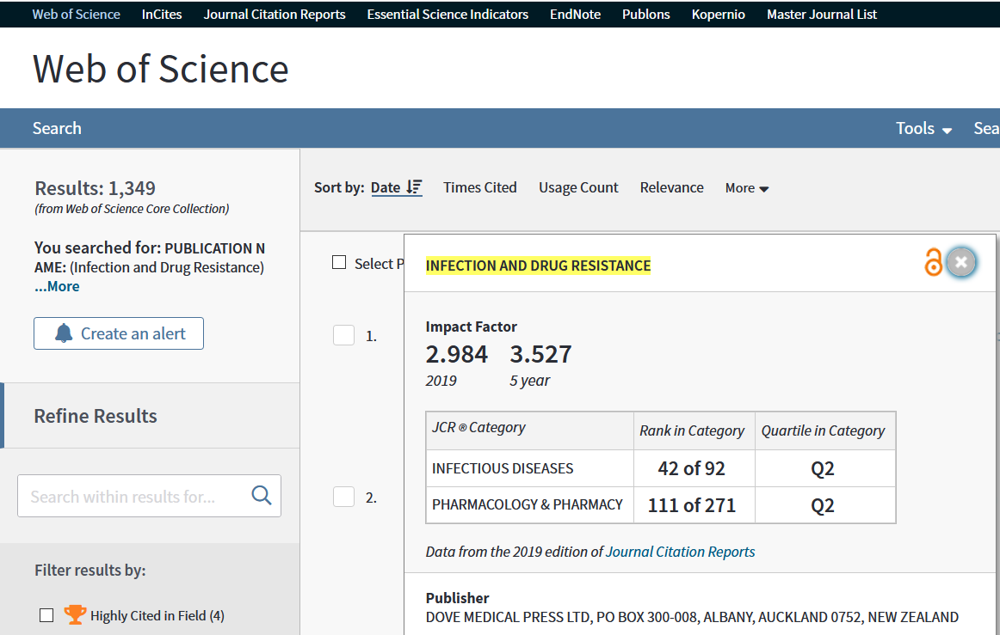 Web of Science InCites Journal Citation Reports Essential Science Indicators EndNote Publons Kopernio Master Journal List
Web of Science
Search Tools Sea
Results: 1,349
(from Web of Science Core Collection)
You searched for: PUBLICATION N
AME: (Infection and Drug Resistance)
...More
Create an alert
Refine Results
Search within results for...
Filter results by:
Highly Cited in Field (4)
Sort by: Date Times Cited Usage Count Relevance More
Select P
1.
2.
INFECTION AND DRUG RESISTANCE
Impact Factor
2.984 3.527
2019 5 year
JCR ® Category Rank in Category Quartile in Category
INFECTIOUS DISEASES 42 of 92 Q2
PHARMACOLOGY & PHARMACY 111 of 271 Q2
Data from the 2019 edition of Journal Citation Reports
Publisher
DOVE MEDICAL PRESS LTD, PO BOX 300-008, ALBANY, AUCKLAND 0752, NEW ZEALAND